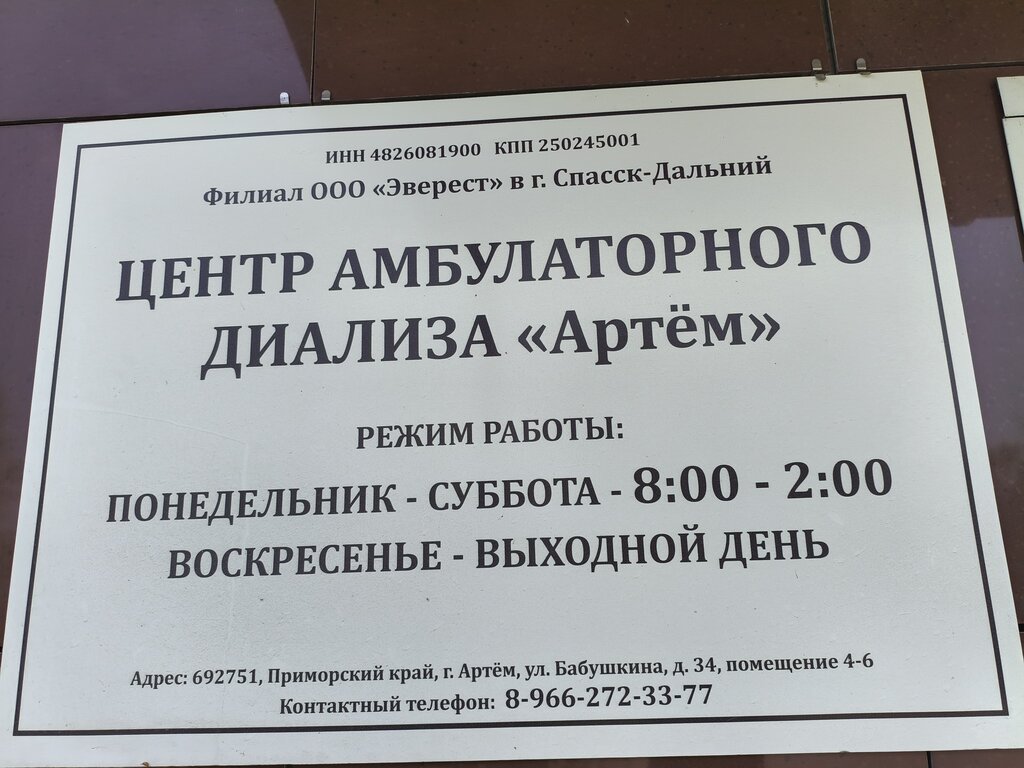 ИНН 4826081900 КПП 250245001
Филиал ООО «Эверест» в г. Спасск-Дальний
ЦЕНТР АМБУЛАТОРНОГО
ДИАЛИЗА «Артём»
РЕЖИМ РАБОТЫ:
ПОНЕДЕЛЬНИК - СУББОТА - 8:00 - 2:00
ВОСКРЕСЕНЬЕ - ВЫХОДНОЙ ДЕНЬ
Адрес: 692751, Приморский край, г. Артём, ул. Бабушкина, д. 34, помещение 4-6
Контактный телефон: 8-966-272-33-77